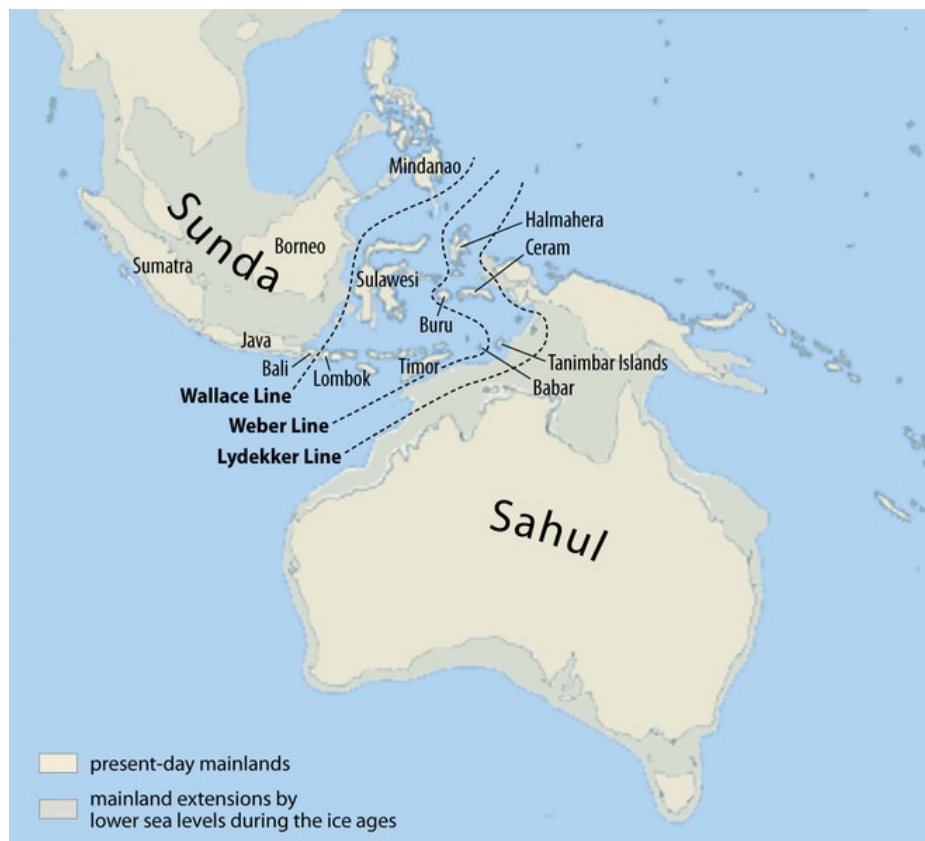 Mindanao
Halmahera
Ceram
Sunda
Borneo
Sumatra
Sulawesi
Buru
Java
Bali
Lombok
Timor
Tanimbar Islands
Babar
Wallace Line
Weber Line
Lydekker Line
Sahul
present-day mainlands
mainland extensions by
lower sea levels during the ice ages